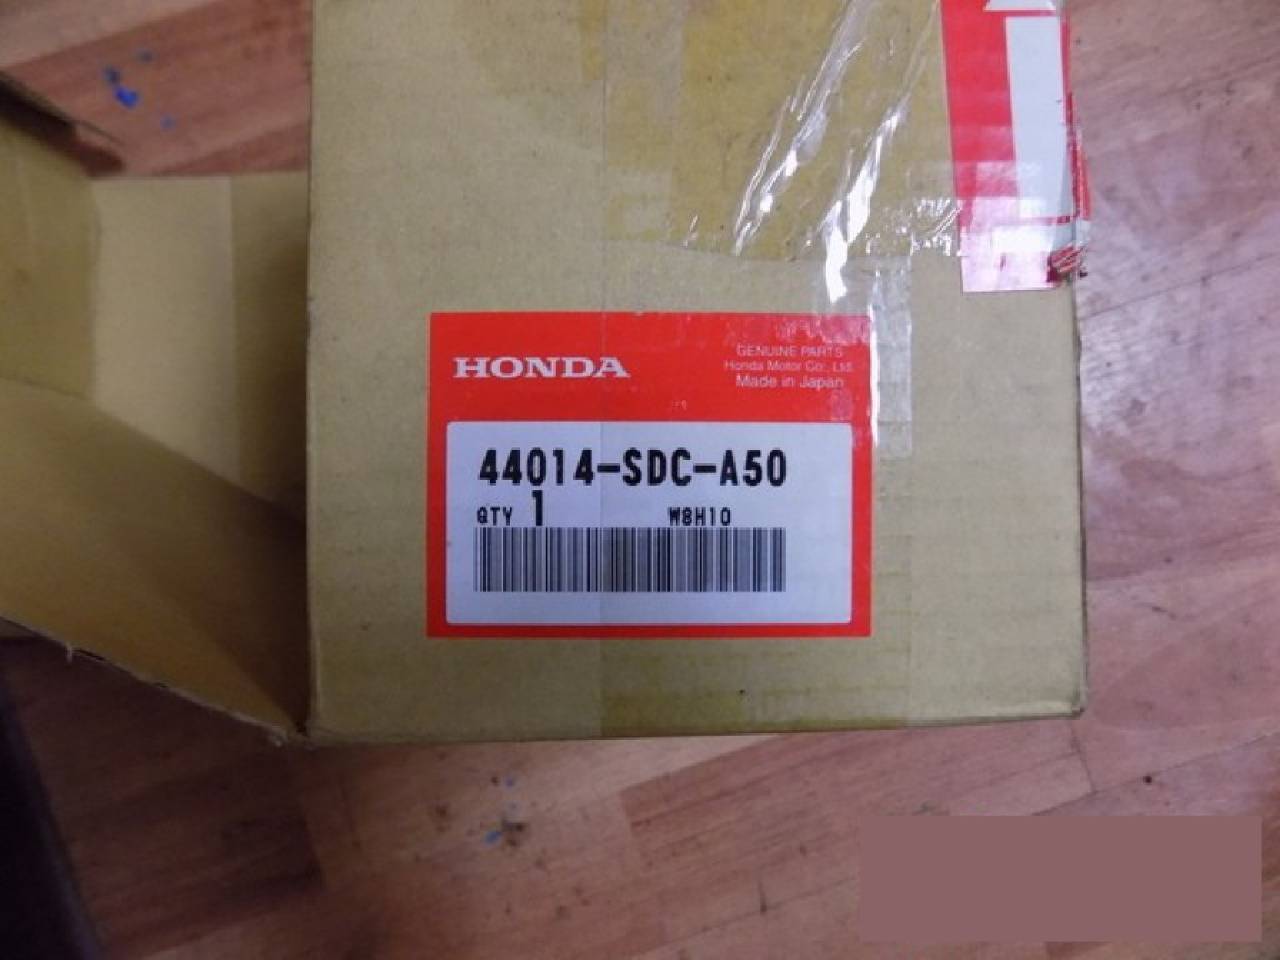 HONDA
GENUINE PARTS
Honda Motor Co., Ltd.
Made in Japan
44014-SDC-A50
QTY 1 W8H10